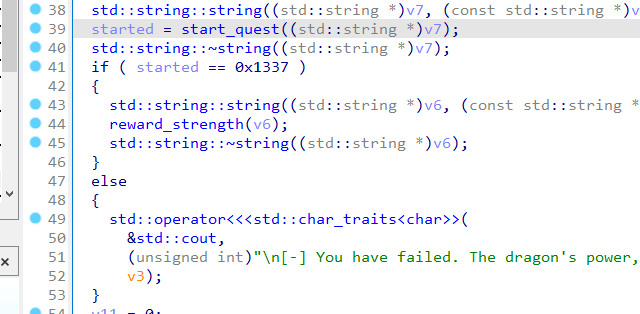 38 std::string::string((std::string *)v7, (const std::string *)v
39 started = start_quest((std::string *)v7);
40 std::string::~string((std::string *)v7);
41 if ( started == 0x1337 )
42 {
43 std::string::string((std::string *)v6, (const std::string *
44 reward_strength(v6);
45 std::string::~string((std::string *)v6);
46 }
47 else
48 {
49 std::operator<<<std::char_traits<char>>(
50 &std::cout,
51 (unsigned int)"\n[-] You have failed. The dragon's power,
52 v3);
53 }
54 v11 = 0;